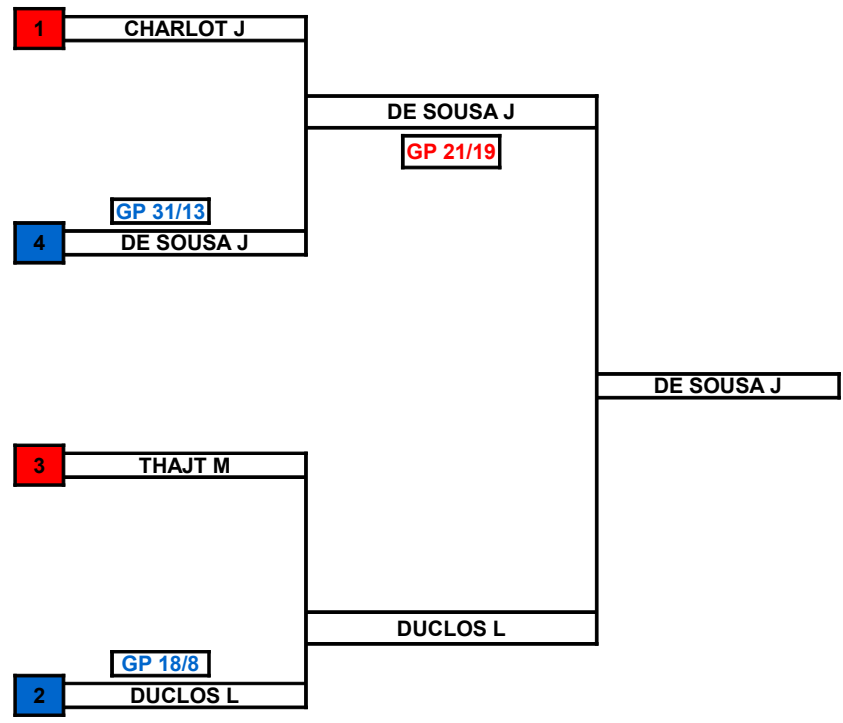 1 CHARLOT J
DE SOUSA J
GP 21/19
GP 31/13
4 DE SOUSA J
DE SOUSA J
3 THAJT M
DUCLOS L
GP 18/8
2 DUCLOS L